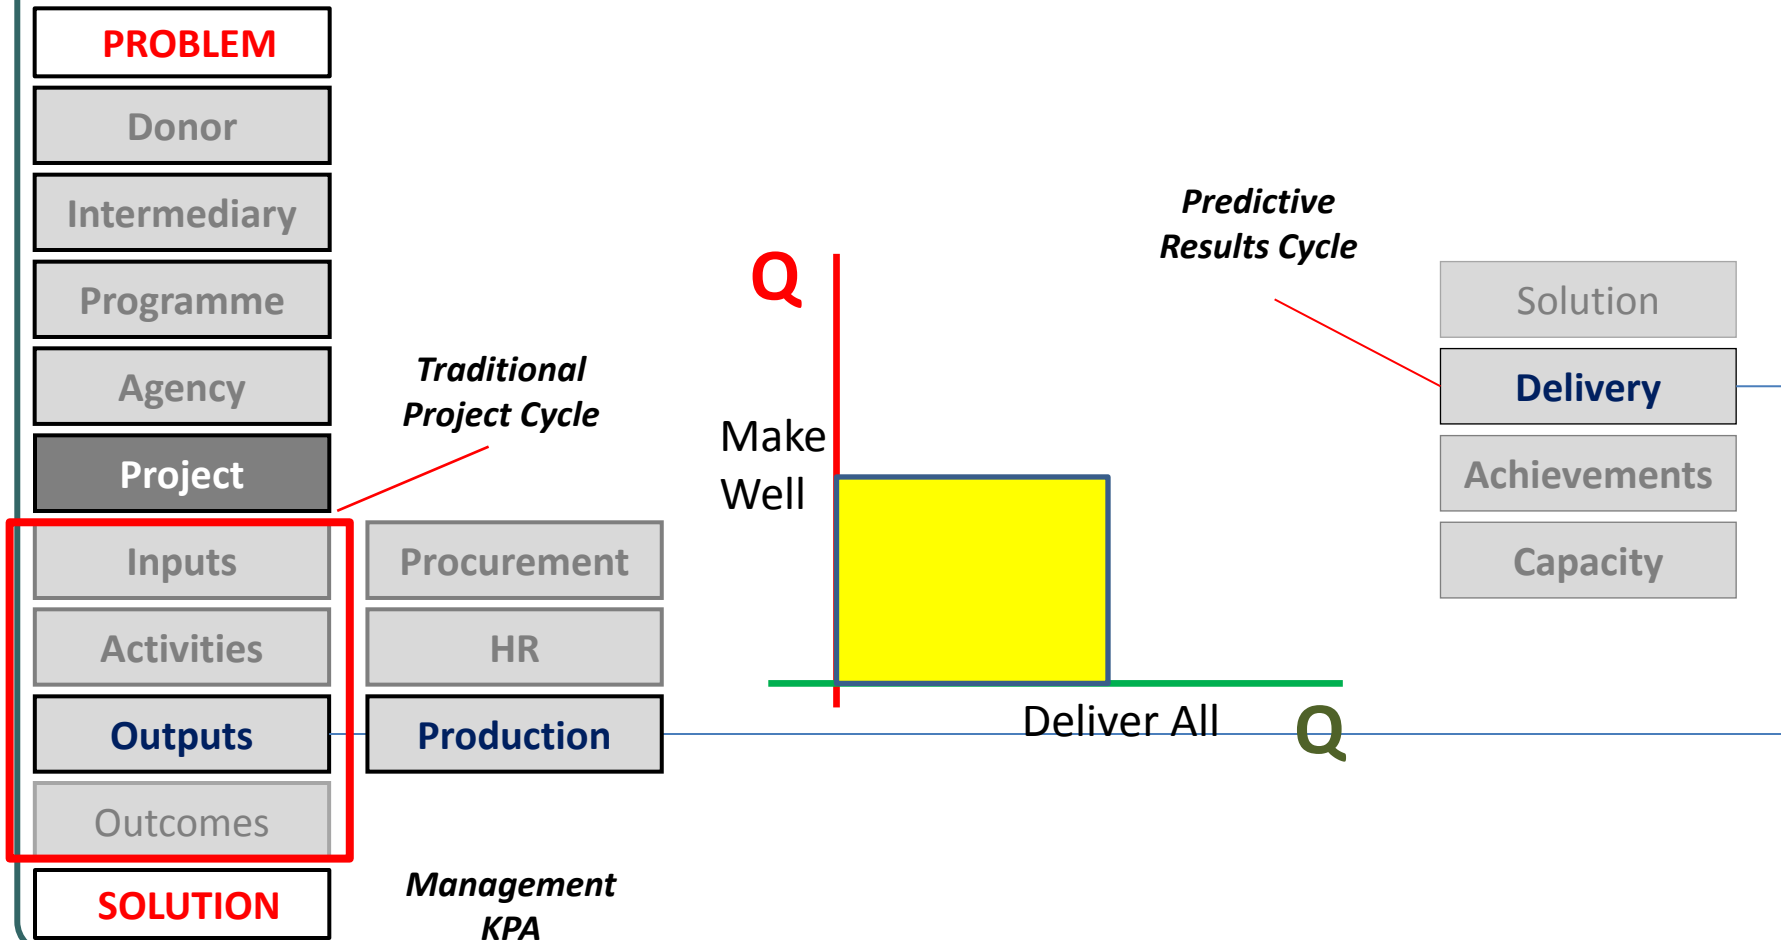 PROBLEM
Donor
Intermediary
Programme
Agency
Project
Inputs
Activities
Outputs
Outcomes
SOLUTION
Traditional
Project Cycle
Procurement
HR
Production
Management
KPA
Q
Make
Well
Deliver All
Q
Predictive
Results Cycle
Solution
Delivery
Achievements
Capacity